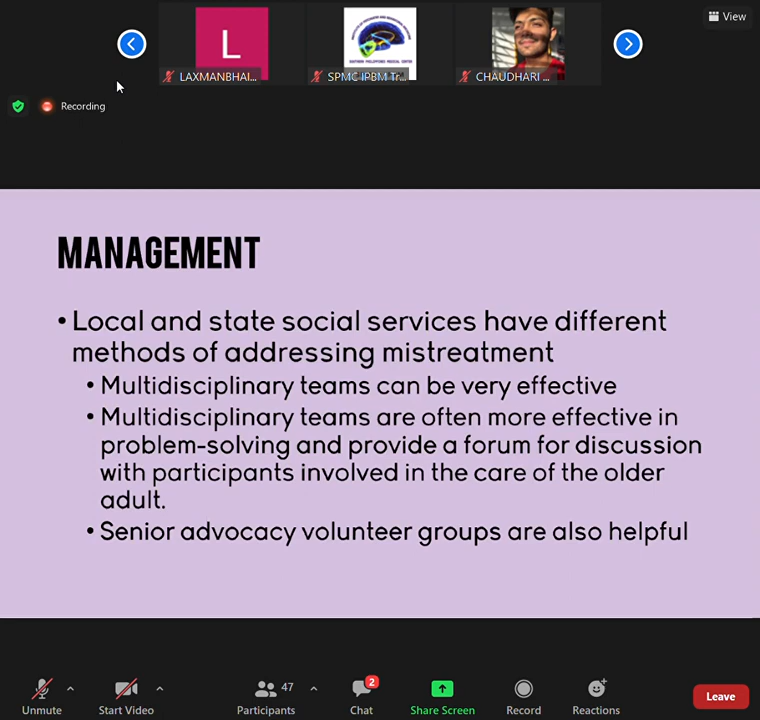 View
L
LAXMANBHAI...
SPMC IPBM Tr...
CHAUDHARI ...
Recording
MANAGEMENT
• Local and state social services have different
methods of addressing mistreatment
• Multidisciplinary teams can be very effective
• Multidisciplinary teams are often more effective in
problem-solving and provide a forum for discussion
with participants involved in the care of the older
adult.
• Senior advocacy volunteer groups are also helpful
47
2
Unmute
Start Video
Participants
Chat
Share Screen
Record
Reactions
Leave